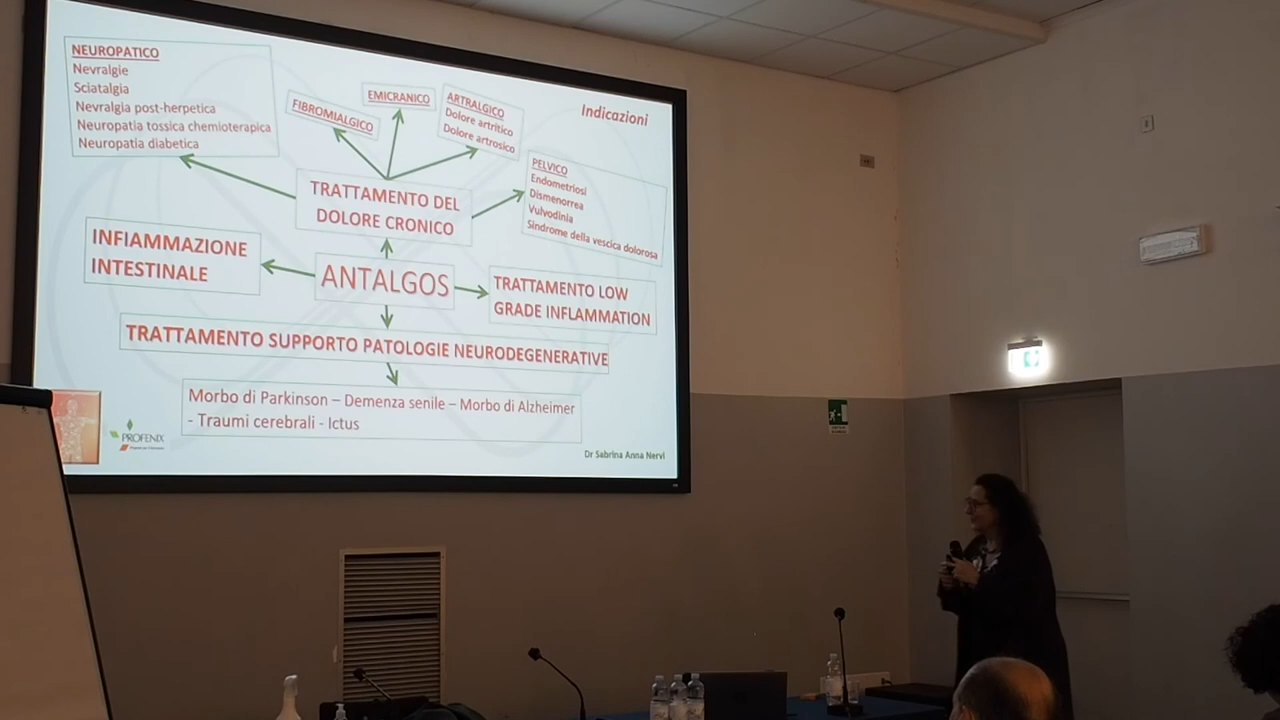 Indicazioni
NEUROPATICO
Nevralgie
Sciatalgia
Nevralgia post-herpetica
Neuropatia tossica chemioterapica
Neuropatia diabetica
FIBROMIALGICO
EMICRANICO
ARTRALGICO
Dolore artritico
Dolore artrosico
PELVICO
Endometriosi
Dismenorrea
Vulvodinia
Sindrome della vescica dolorosa
TRATTAMENTO DEL
DOLORE CRONICO
INFIAMMAZIONE
INTESTINALE
ANTALGOS
TRATTAMENTO LOW
GRADE INFLAMMATION
TRATTAMENTO SUPPORTO PATOLOGIE NEURODEGENERATIVE
Morbo di Parkinson – Demenza senile – Morbo di Alzheimer
- Traumi cerebrali - Ictus
PROFENIX
Dr Sabrina Anna Nervi